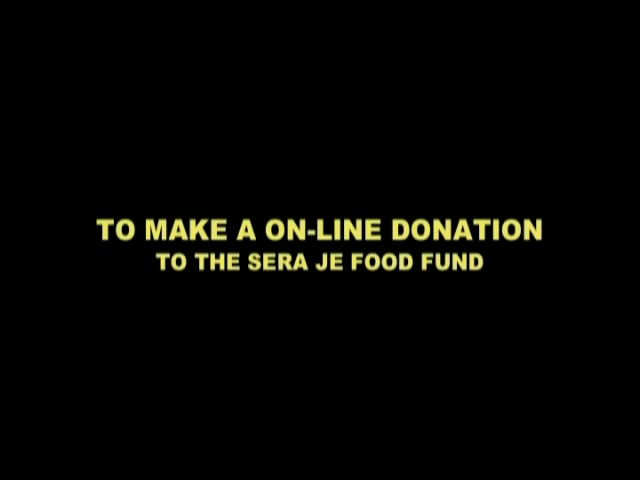 TO MAKE A ON-LINE DONATION
TO THE SERA JE FOOD FUND